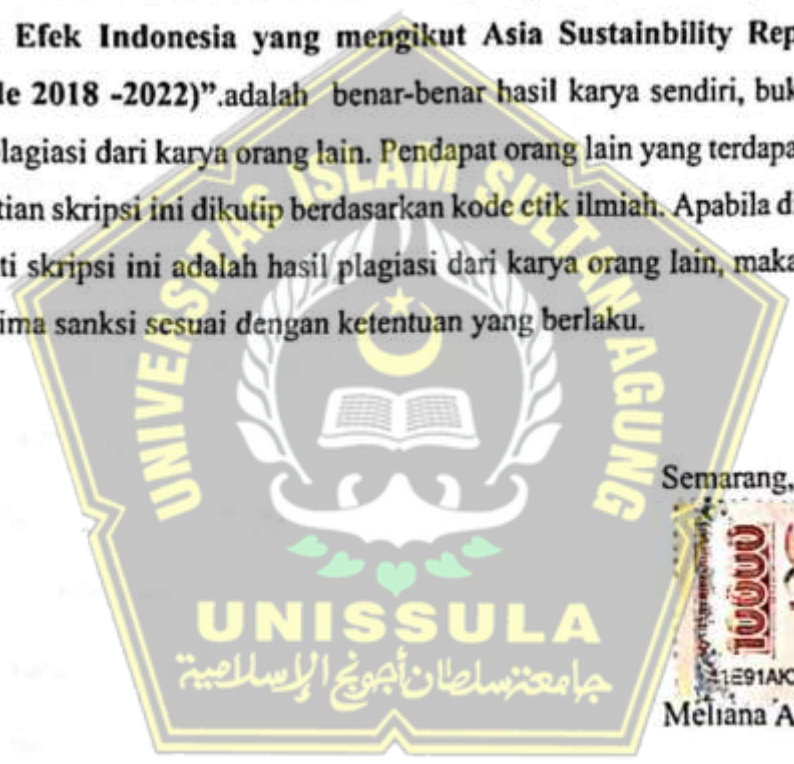 Efek Indonesia yang mengikut Asia Sustainbility Rep
le 2018 -2022)”.adalah benar-benar hasil karya sendiri, buk
plagiasi dari karya orang lain. Pendapat orang lain yang terdapa
tian skripsi ini dikutip berdasarkan kode etik ilmiah. Apabila d
ti skripsi ini adalah hasil plagiasi dari karya orang lain, maka
ima sanksi sesuai dengan ketentuan yang berlaku.
UNIVERSITAS ISLAM SULTAN AGUNG
Semarang,
10000
UNISSULA
جامعة سلطان أجونج الإسلامية
Meliana A